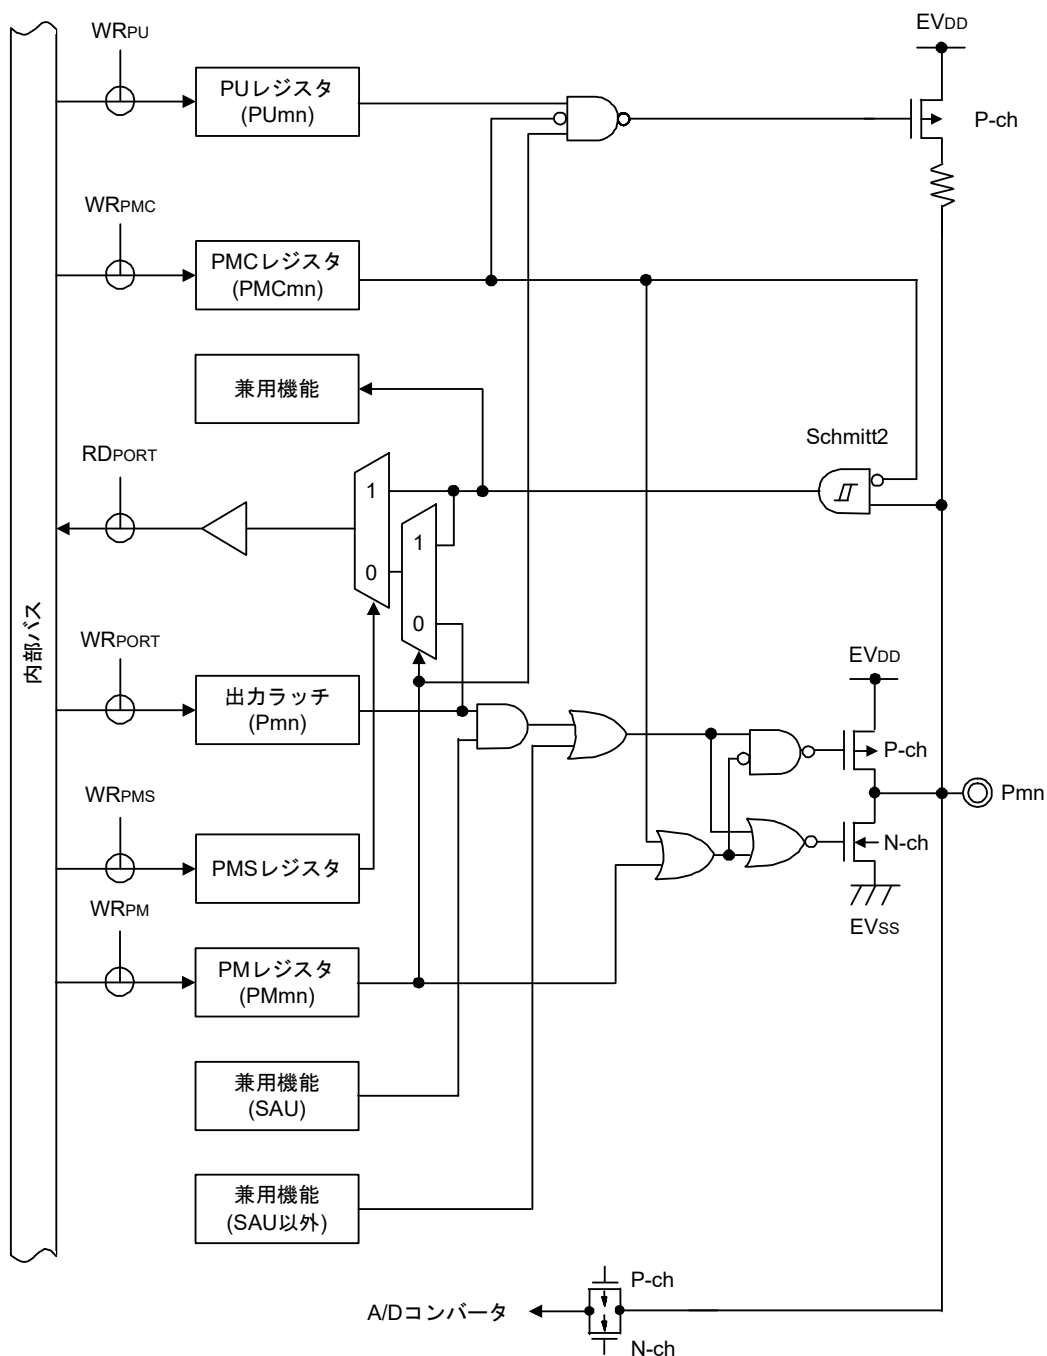 WRPU
EVDD
PUレジスタ
(PUmn)
P-ch
WRPMC
PMCレジスタ
(PMCmn)
兼用機能
Schmitt2
RDPORT
1
0
1
0
内部バス
WRPORT
出力ラッチ
(Pmn)
EVDD
P-ch
Pmn
WRPMS
PMSレジスタ
N-ch
EVSS
WRPM
PMレジスタ
(PMmn)
兼用機能
(SAU)
兼用機能
(SAU以外)
P-ch
A/Dコンバータ
N-ch